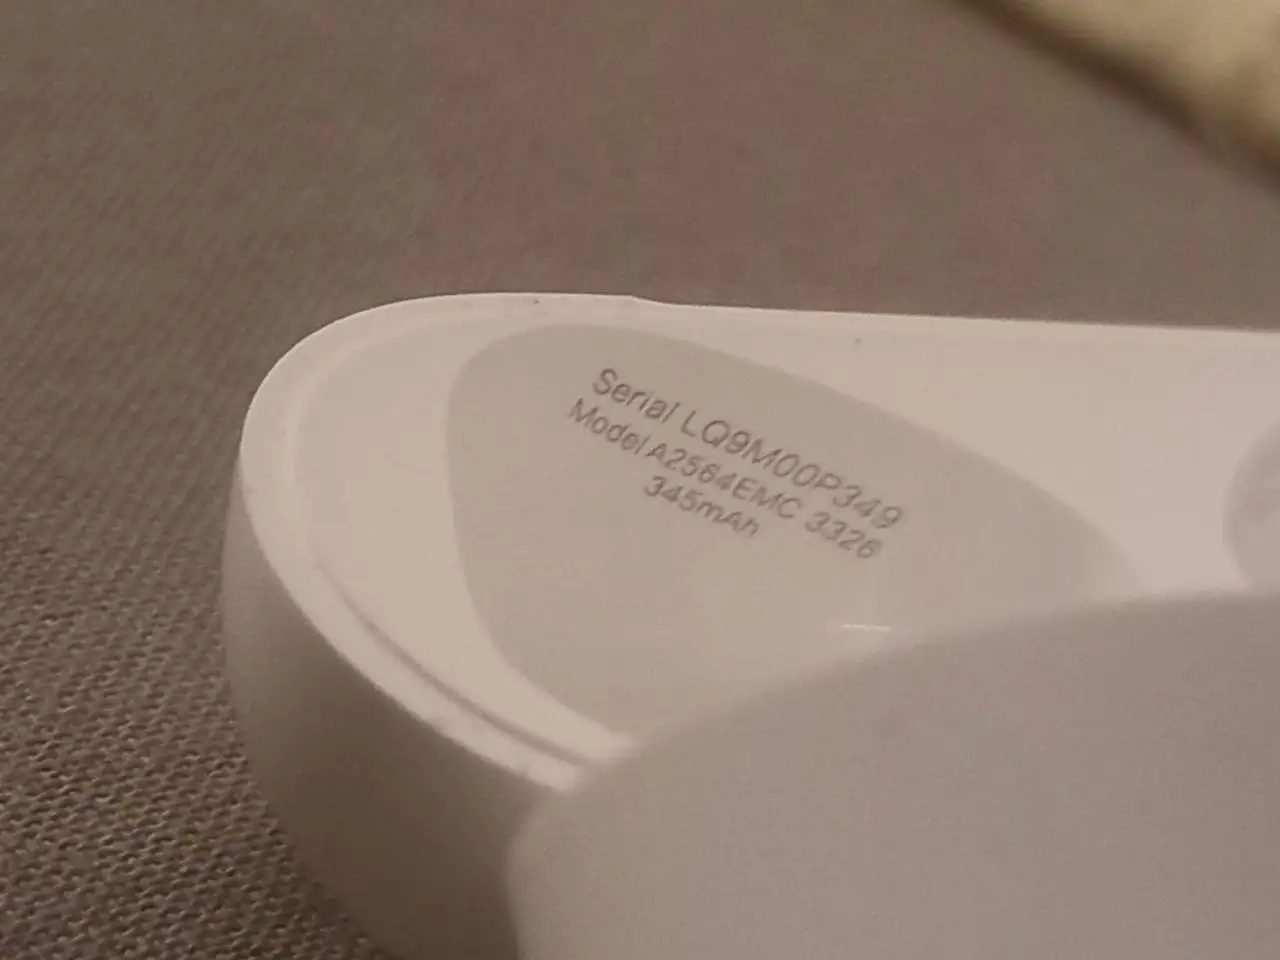 Serial LQ9M00P349
Model A2564EMC 3326
345mAh